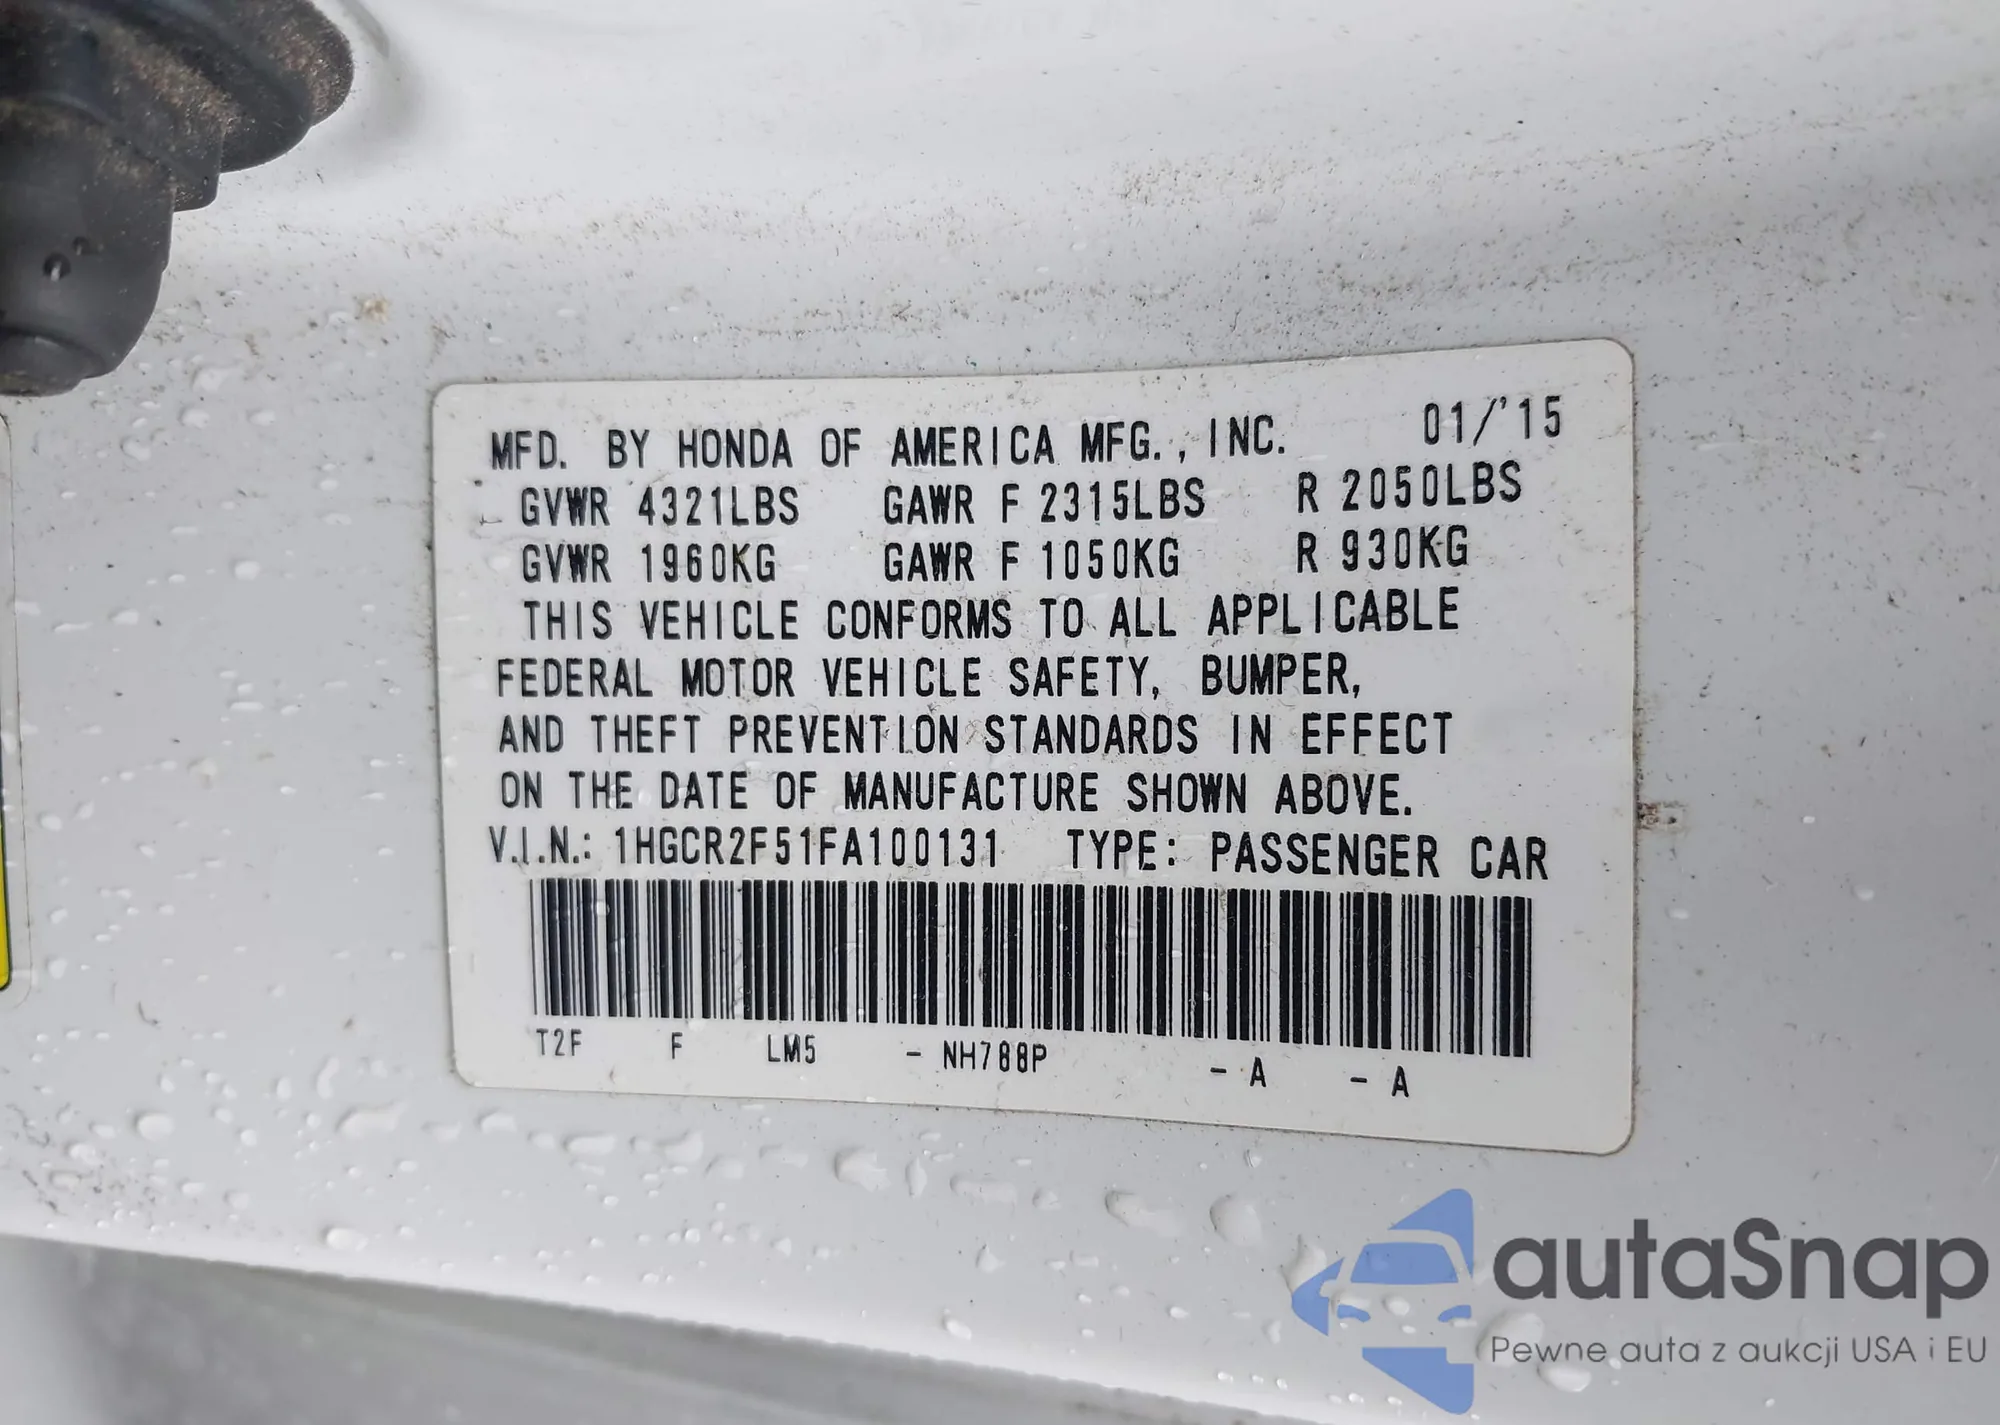 MFD. BY HONDA OF AMERICA MFG., INC. 01/'15
GVWR 4321LBS GAWR F 2315LBS R 2050LBS
GVWR 1960KG GAWR F 1050KG R 930KG
THIS VEHICLE CONFORMS TO ALL APPLICABLE
FEDERAL MOTOR VEHICLE SAFETY, BUMPER,
AND THEFT PREVENTION STANDARDS IN EFFECT
ON THE DATE OF MANUFACTURE SHOWN ABOVE.
V.I.N.: 1HGCR2F51FA100131 TYPE: PASSENGER CAR
T2F F LM5 - NH788P - A - A
autaSnap
Pewne auta z aukcji USA i EU